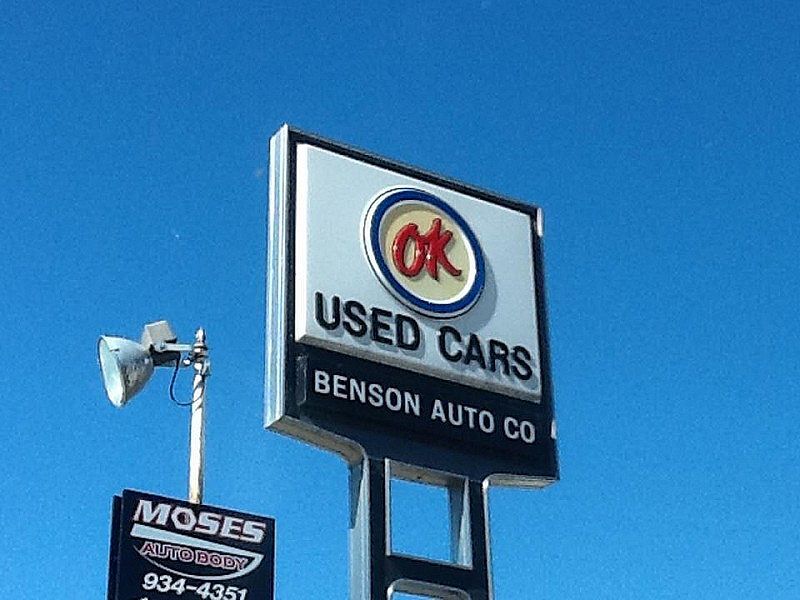 OK
USED CARS
BENSON AUTO CO
MOSES
AUTO BODY
934-4351